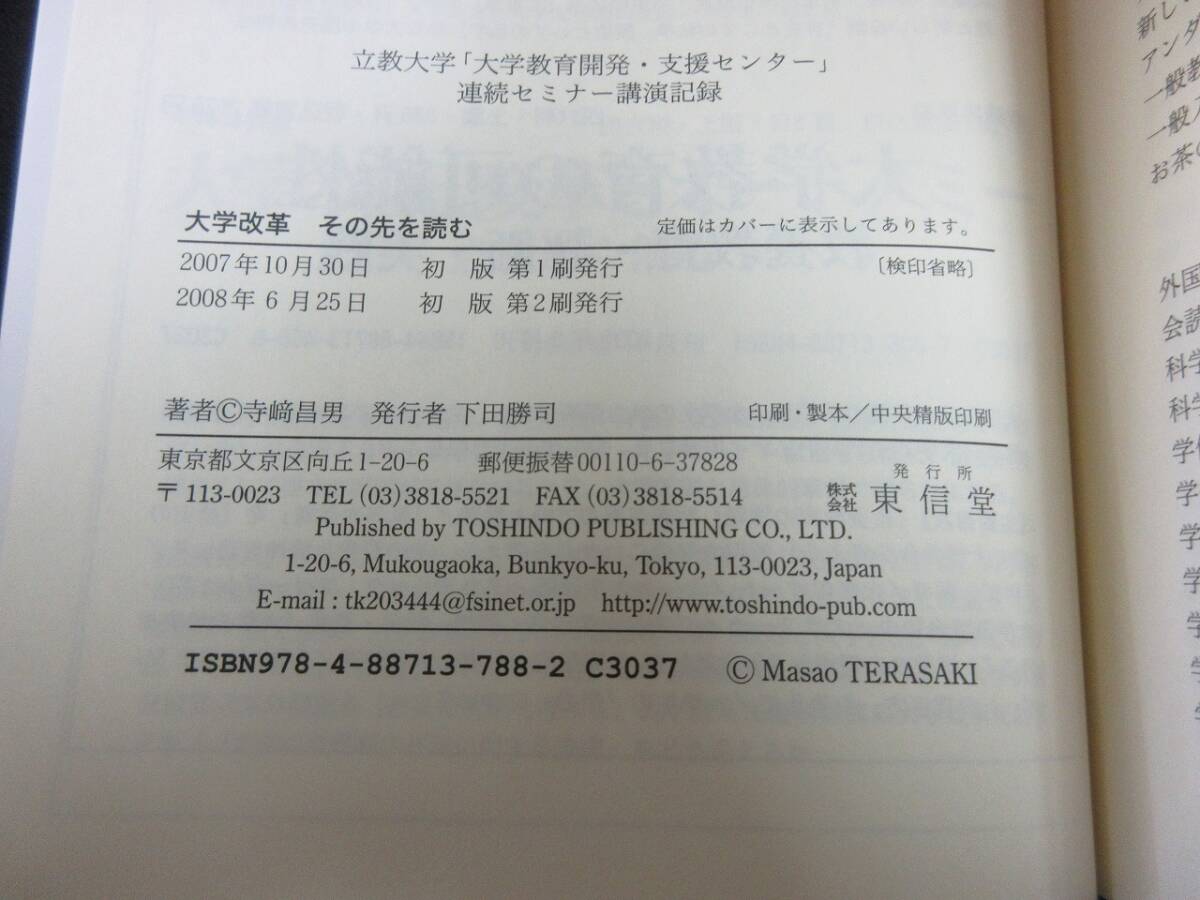 立教大学「大学教育開発・支援センター」
連続セミナー講演記録
大学改革　その先を読む　定価はカバーに表示してあります。
2007年10月30日　初　版　第1刷発行　〔検印省略〕
2008年 6 月25日　初　版　第2刷発行
著者©寺﨑昌男　発行者 下田勝司　印刷・製本／中央精版印刷
東京都文京区向丘1-20-6　郵便振替00110-6-37828
発行所
〒113-0023　TEL (03)3818-5521　FAX (03)3818-5514　株式会社 東信堂
Published by TOSHINDO PUBLISHING CO., LTD.
1-20-6, Mukougaoka, Bunkyo-ku, Tokyo, 113-0023, Japan
E-mail : tk203444@fsinet.or.jp　http://www.toshindo-pub.com
ISBN978-4-88713-788-2 C3037　© Masao TERASAKI
新し
アンダ
一般教
一般
お茶の
外国
会読
科学
科学
学
学
学
学